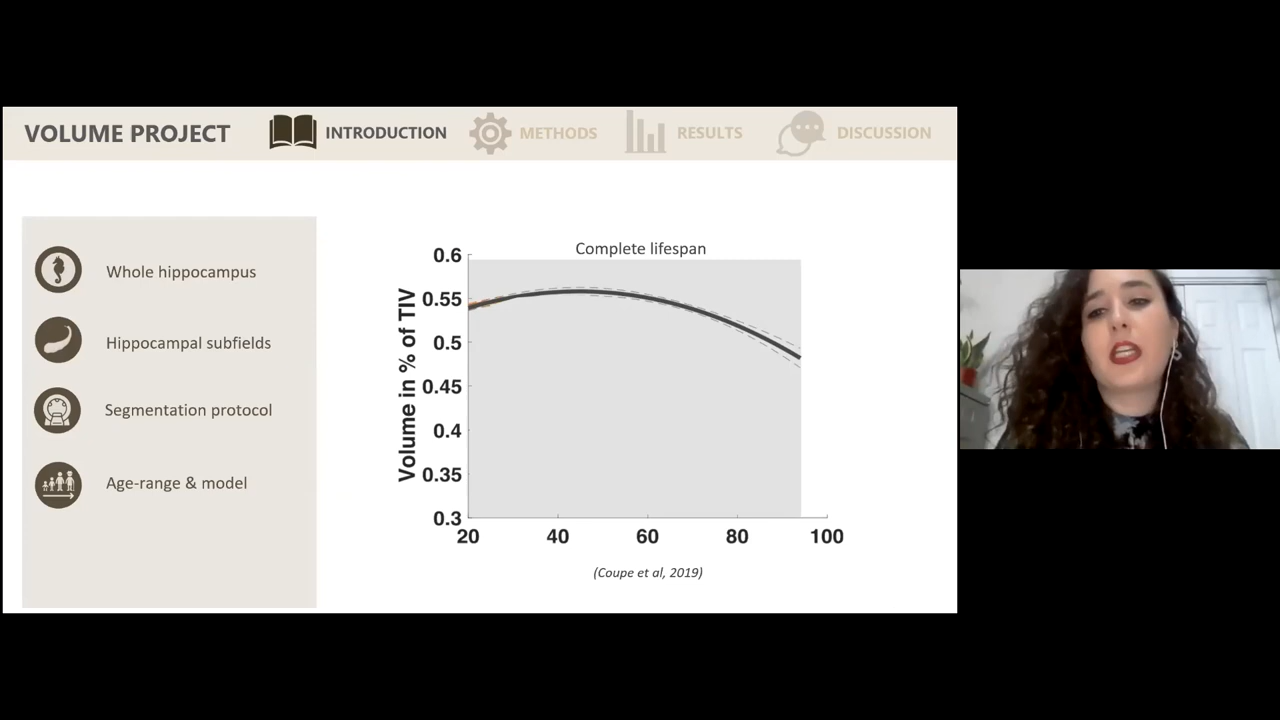 VOLUME PROJECT
INTRODUCTION
METHODS
RESULTS
DISCUSSION
Whole hippocampus
Hippocampal subfields
Segmentation protocol
Age-range & model
Complete lifespan
Volume in % of TIV
0.6
0.55
0.5
0.45
0.4
0.35
0.3
20 40 60 80 100
(Coupe et al, 2019)